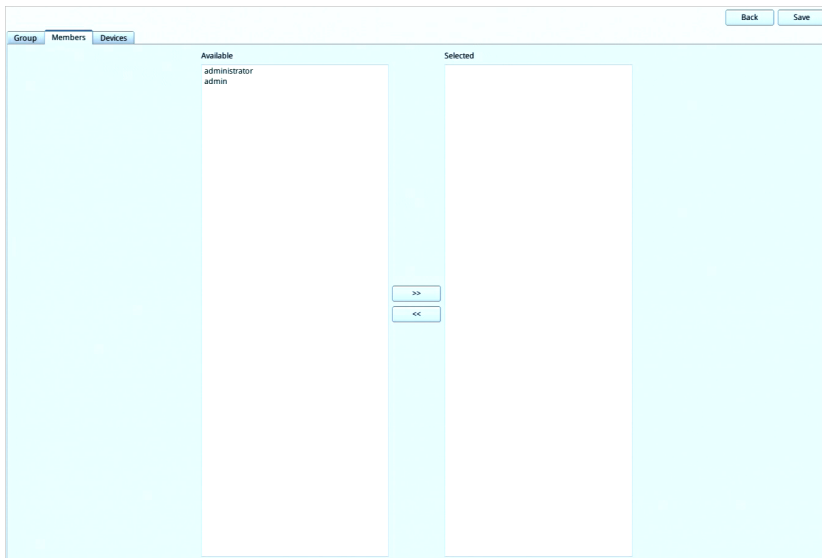 Back Save
Group Members Devices
Available Selected
administrator
admin
>>
<<